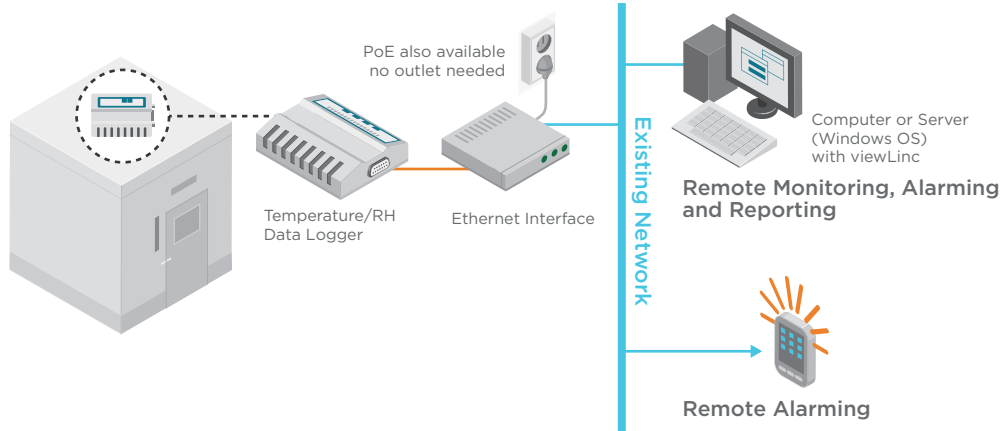 PoE also available
no outlet needed
Temperature/RH
Data Logger
Ethernet Interface
Existing Network
Computer or Server
(Windows OS)
with viewLinc
Remote Monitoring, Alarming
and Reporting
Remote Alarming